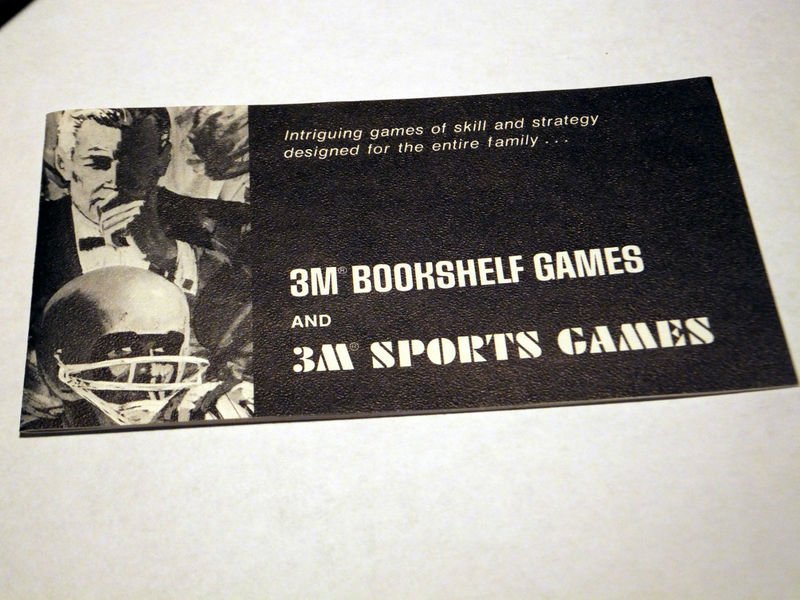 Intriguing games of skill and strategy
designed for the entire family . . .
3M® BOOKSHELF GAMES
AND
3M® SPORTS GAMES